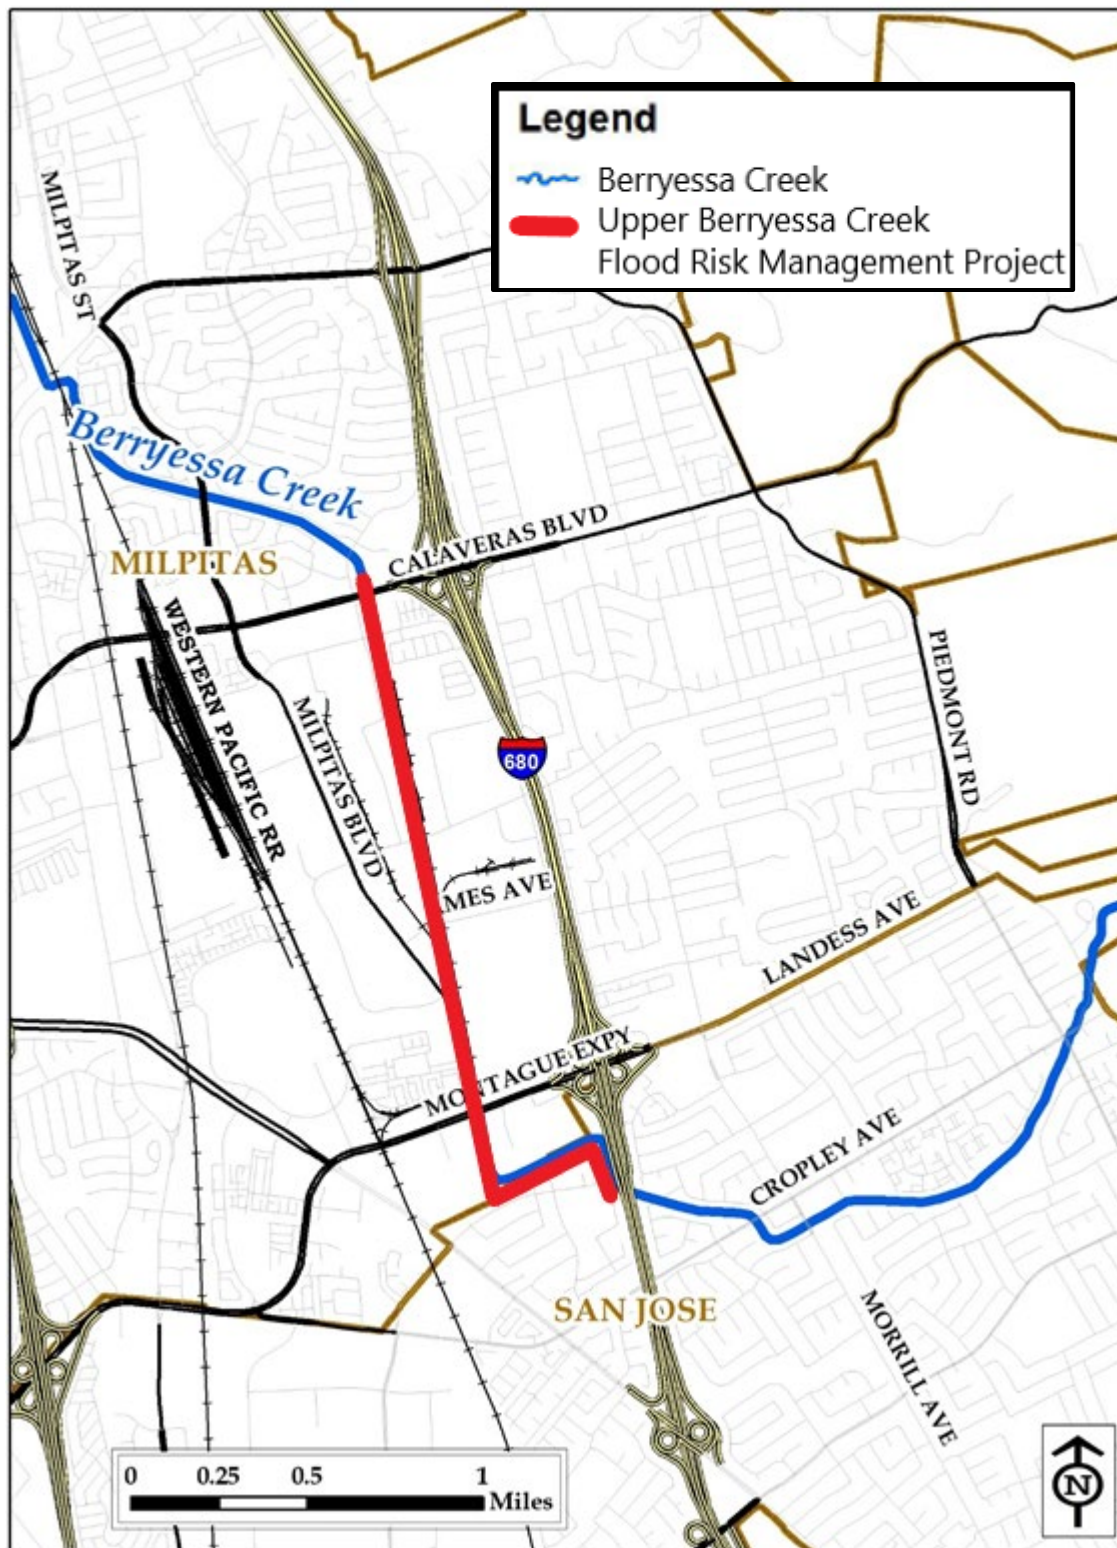 Legend
Berryessa Creek
Upper Berryessa Creek
Flood Risk Management Project
MILPITAS ST
Berryessa Creek
CALAVERAS BLVD
MILPITAS
WESTERN PACIFIC RR
MILPITAS BLVD
PIEDMONT RD
680
MES AVE
LANDESS AVE
MONTAGUE EXPY
CROPLEY AVE
SAN JOSE
MORRILL AVE
0 0.25 0.5 1
Miles
N